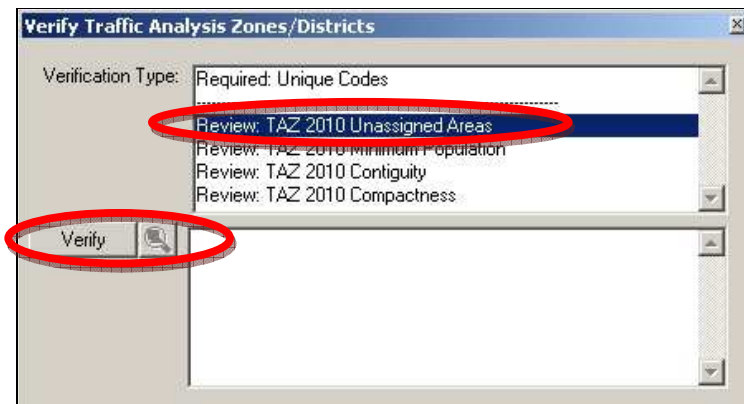 Verify Traffic Analysis Zones/Districts
Verification Type:
Required: Unique Codes
Review: TAZ 2010 Unassigned Areas
Review: TAZ 2010 Minimum Population
Review: TAZ 2010 Contiguity
Review: TAZ 2010 Compactness
Verify